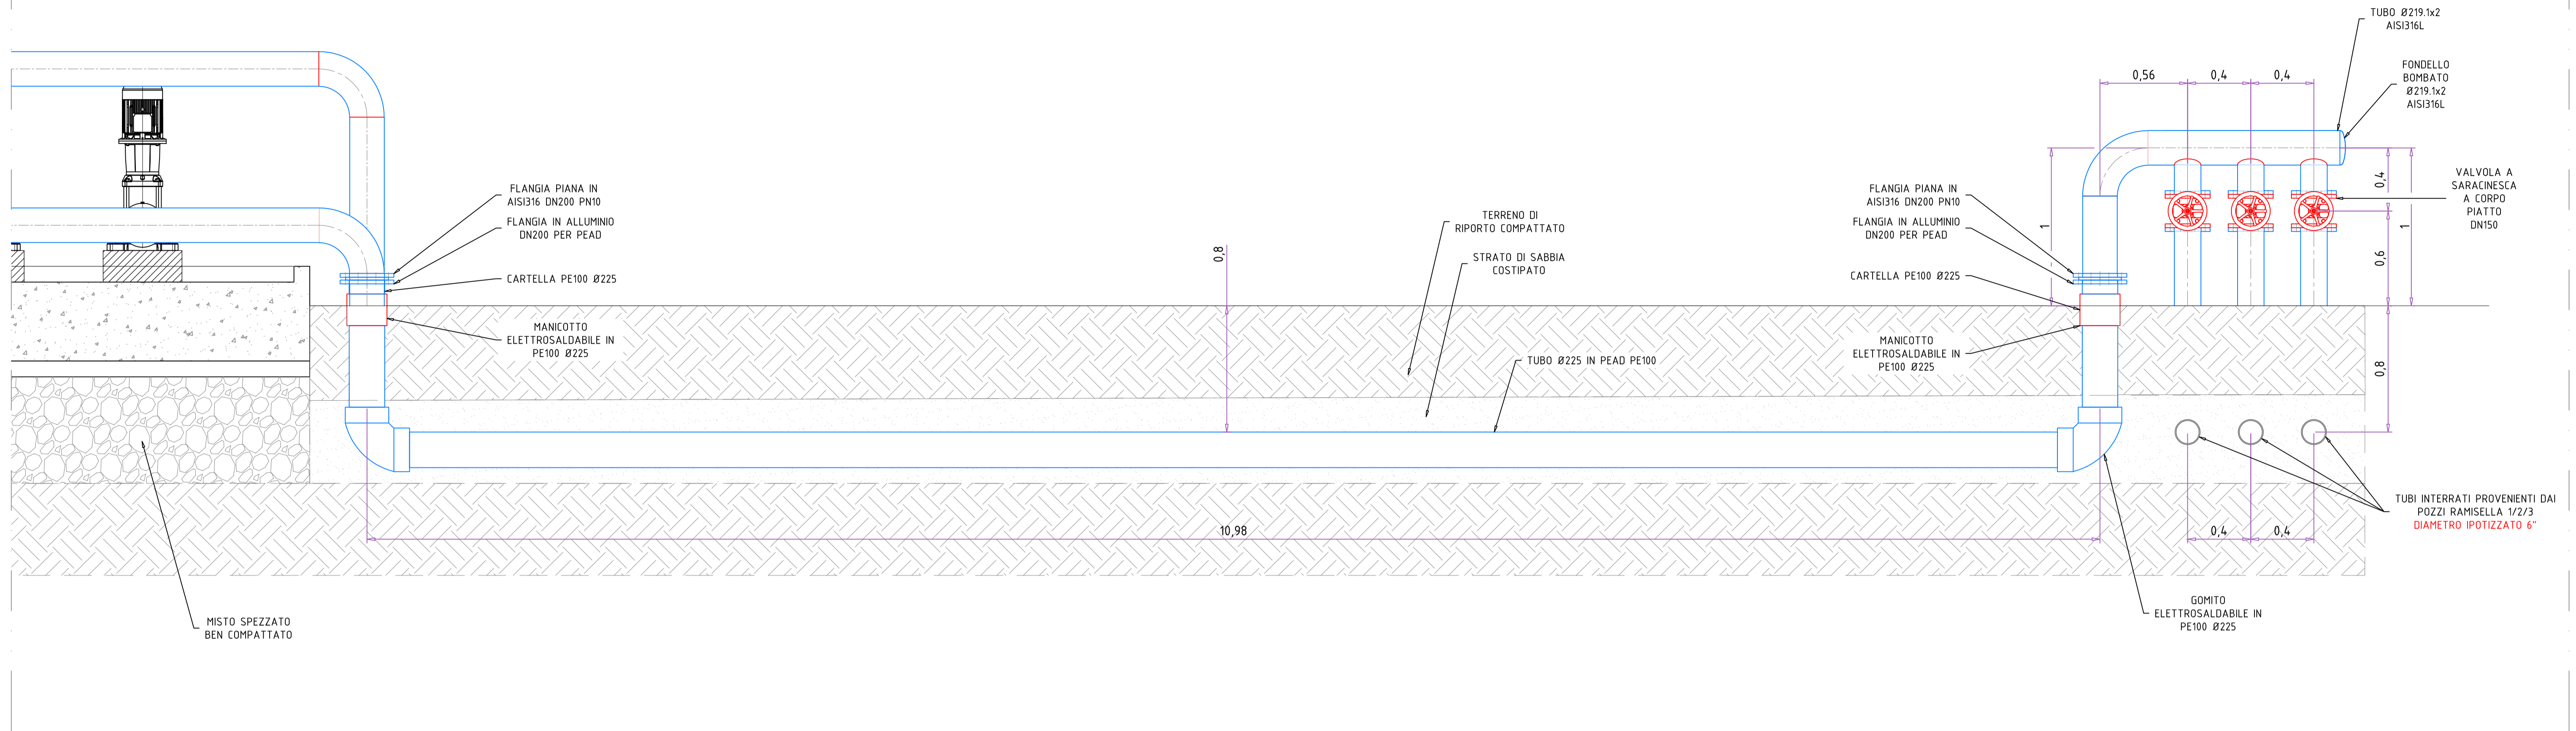 TUBO Ø219.1x2
AISI316L
FONDELLO
BOMBATO
Ø219.1x2
AISI316L
0,56
0,4
0,4
FLANGIA PIANA IN
AISI316 DN200 PN10
FLANGIA IN ALLUMINIO
DN200 PER PEAD
CARTELLA PE100 Ø225
MANICOTTO
ELETTROSALDABILE IN
PE100 Ø225
0,8
TERRENO DI
RIPORTO COMPATTATO
STRATO DI SABBIA
COSTIPATO
TUBO Ø225 IN PEAD PE100
FLANGIA PIANA IN
AISI316 DN200 PN10
FLANGIA IN ALLUMINIO
DN200 PER PEAD
CARTELLA PE100 Ø225
MANICOTTO
ELETTROSALDABILE IN
PE100 Ø225
1
0,4
0,6
1
0,8
VALVOLA A
SARACINESCA
A CORPO
PIATTO
DN150
10,98
0,4
0,4
TUBI INTERRATI PROVENIENTI DAI
POZZI RAMISELLA 1/2/3
DIAMETRO IPOTIZZATO 6"
MISTO SPEZZATO
BEN COMPATTATO
GOMITO
ELETTROSALDABILE IN
PE100 Ø225